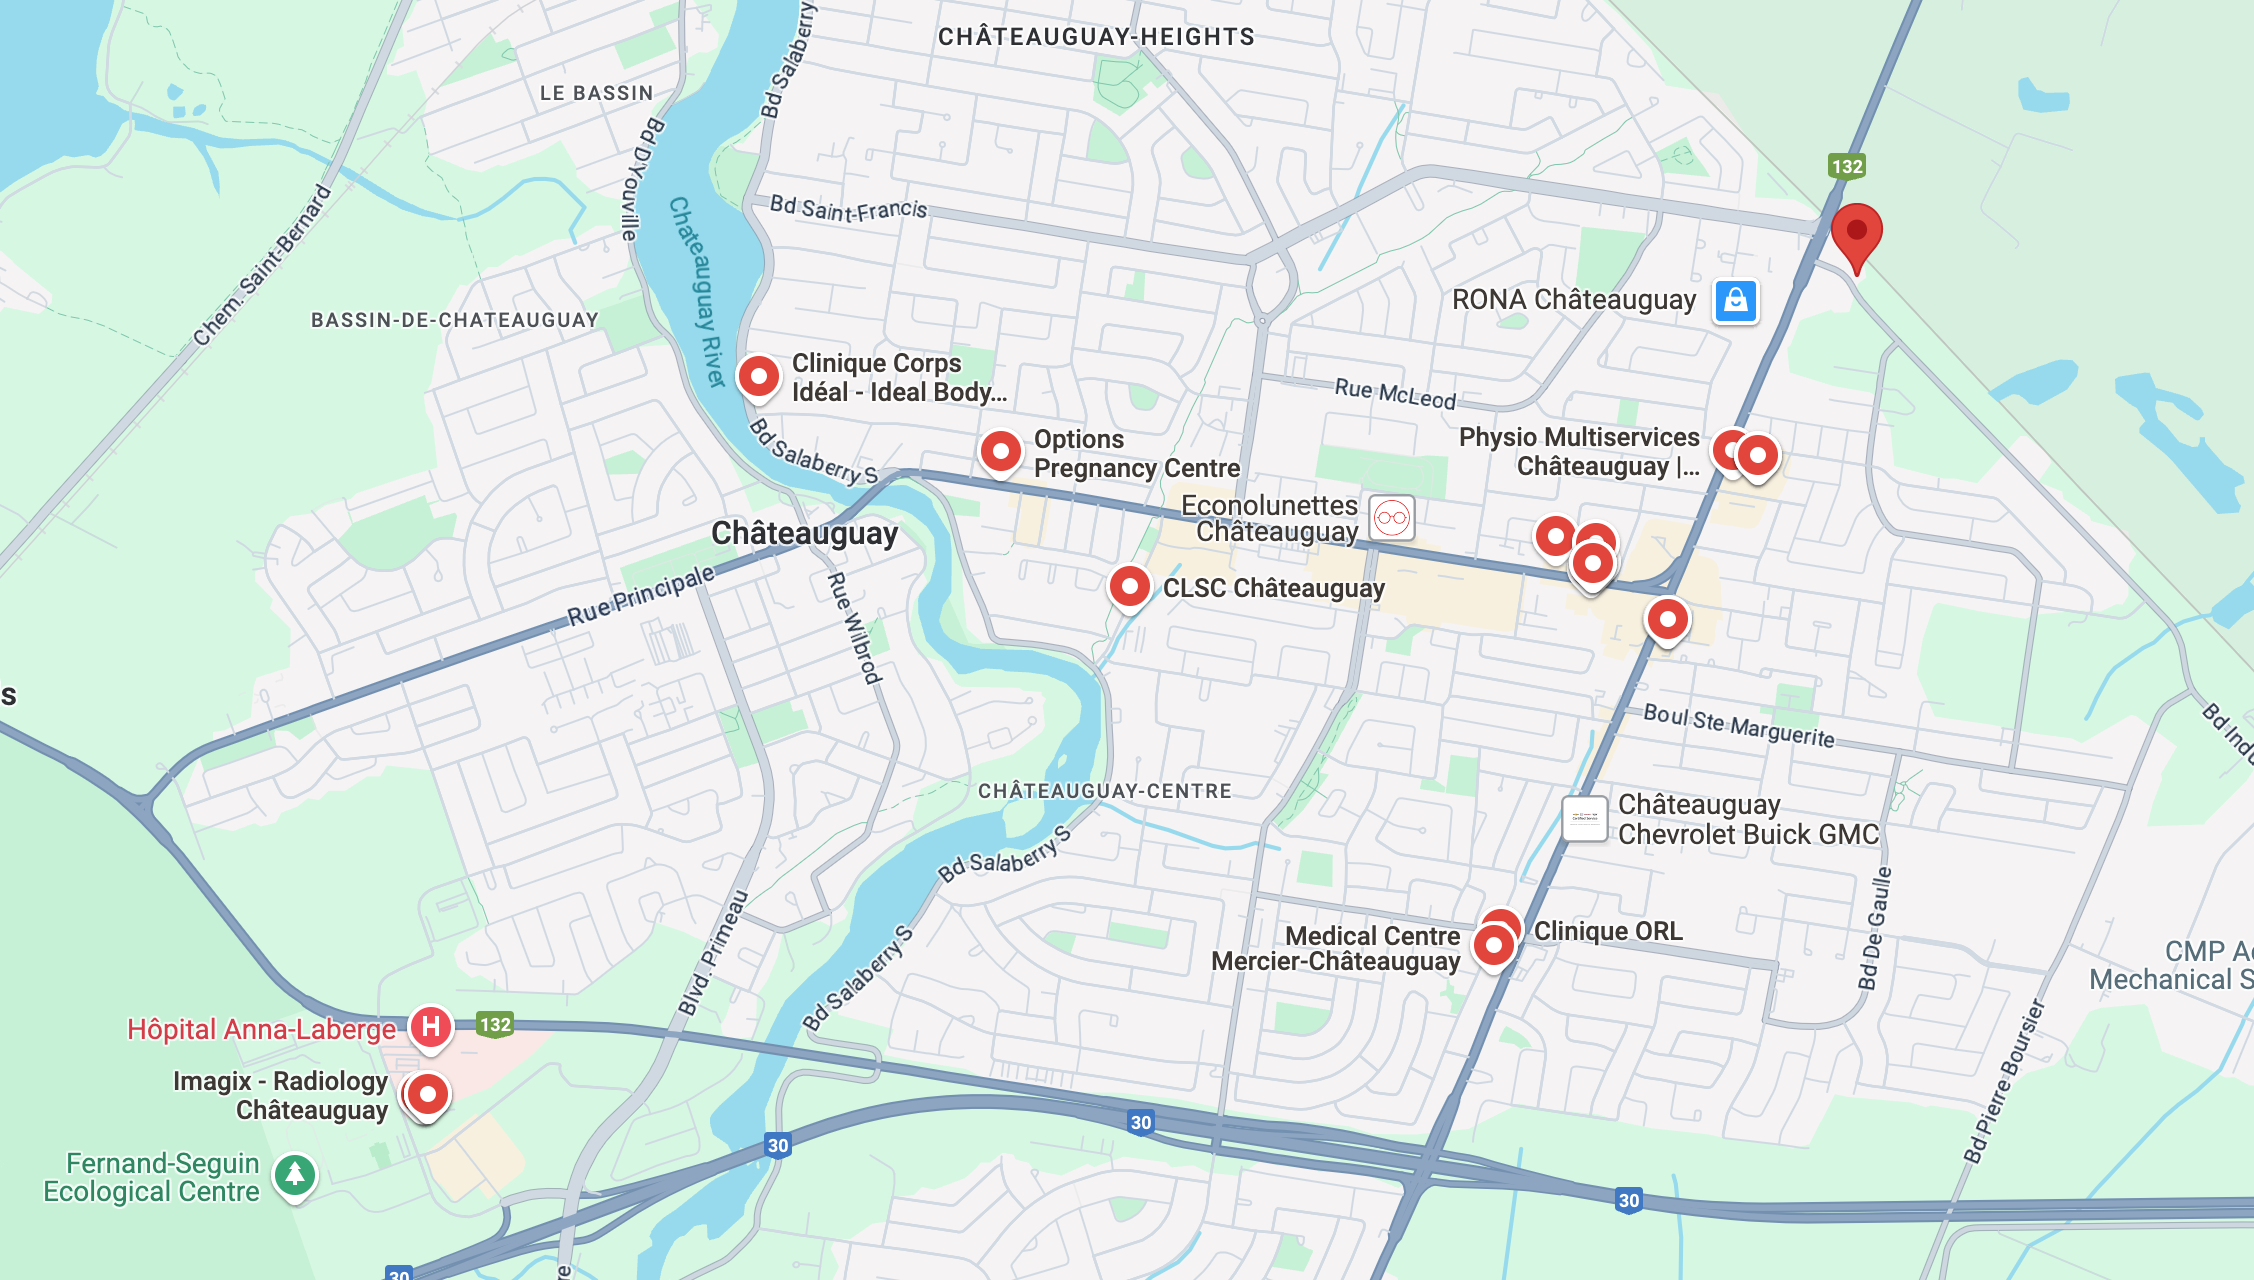 CHÂTEAUGUAY-HEIGHTS
Bd Salaberry
LE BASSIN
Bd D'Youville
132
Chem. Saint-Bernard
Chateauguay River
Bd Saint-Francis
BASSIN-DE-CHATEAUGUAY
RONA Châteauguay
Clinique Corps
Idéal - Ideal Body...
Rue McLeod
Options
Pregnancy Centre
Physio Multiservices
Châteauguay |...
Bd Salaberry S
Econolunettes
Châteauguay
Châteauguay
Rue Principale
Rue Wilbrod
CLSC Châteauguay
s
Boul Ste Marguerite
Bd Indu
CHÂTEAUGUAY-CENTRE
Châteauguay
Chevrolet Buick GMC
Bd Salaberry S
Blvd. Primeau
Bd Salaberry S
Medical Centre
Mercier-Châteauguay
Clinique ORL
Bd De Gaulle
CMP Ad
Mechanical S
Hôpital Anna-Laberge
H
132
Imagix - Radiology
Châteauguay
Bd Pierre Boursier
30
30
Fernand-Seguin
Ecological Centre
30
30
re